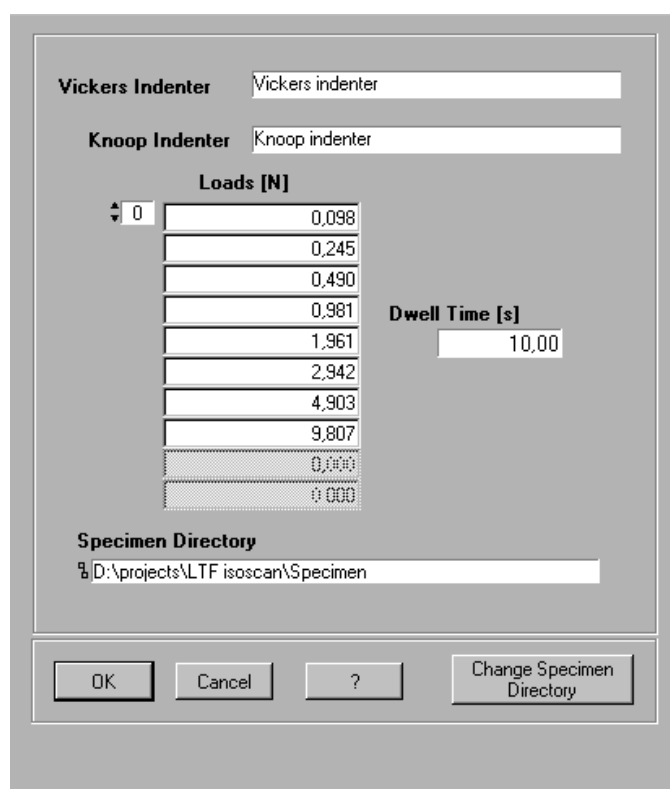 Vickers Indenter Vickers indenter
Knoop Indenter Knoop indenter
Loads [N]
0 0,098
0,245
0,490
0,981
Dwell Time [s]
1,961 10,00
2,942
4,903
9,807
0,000
0,000
Specimen Directory
D:\projects\LTF isoscan\Specimen
OK Cancel ? Change Specimen Directory